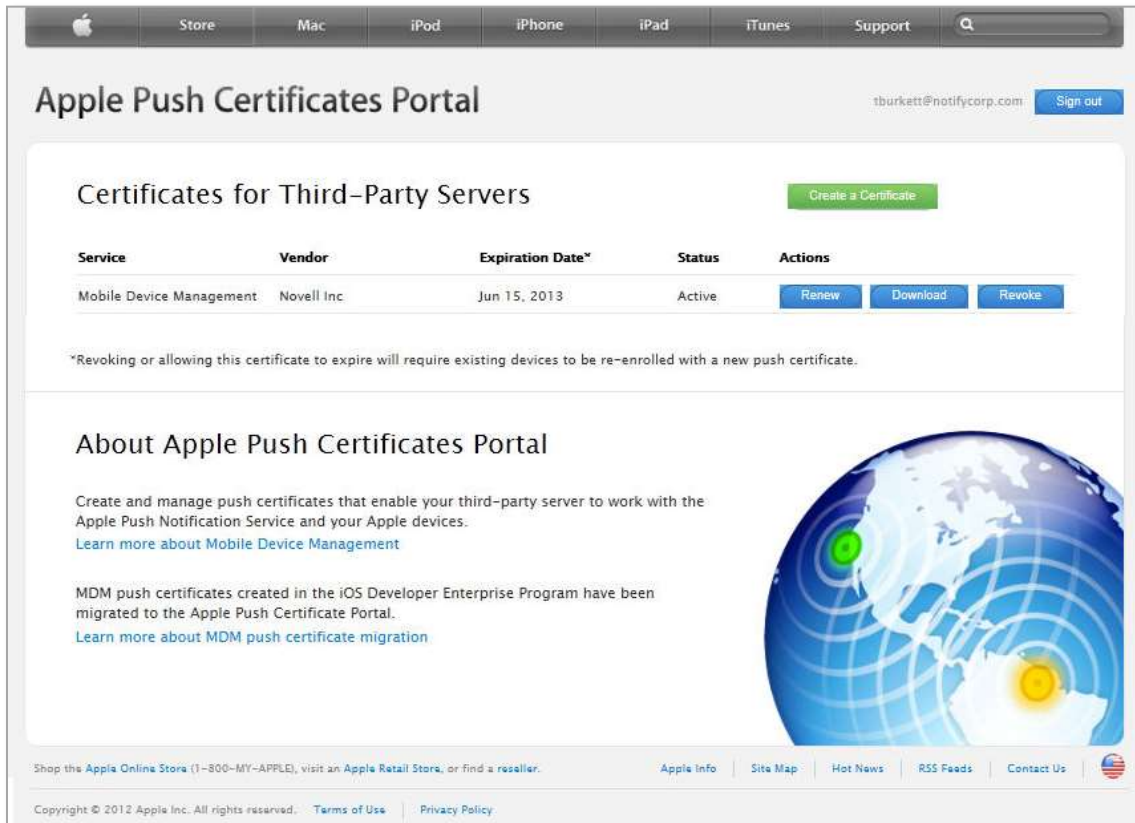 Store Mac iPod iPhone iPad iTunes Support
Apple Push Certificates Portal
tburkett@notifycorp.com Sign out
Certificates for Third-Party Servers
Create a Certificate
Service Vendor Expiration Date* Status Actions
Mobile Device Management Novell Inc Jun 15, 2013 Active Renew Download Revoke
*Revoking or allowing this certificate to expire will require existing devices to be re-enrolled with a new push certificate.
About Apple Push Certificates Portal
Create and manage push certificates that enable your third-party server to work with the
Apple Push Notification Service and your Apple devices.
Learn more about Mobile Device Management
MDM push certificates created in the iOS Developer Enterprise Program have been
migrated to the Apple Push Certificate Portal.
Learn more about MDM push certificate migration
Shop the Apple Online Store (1-800-MY-APPLE), visit an Apple Retail Store, or find a reseller.
Apple Info Site Map Hot News RSS Feeds Contact Us
Copyright © 2012 Apple Inc. All rights reserved. Terms of Use Privacy Policy